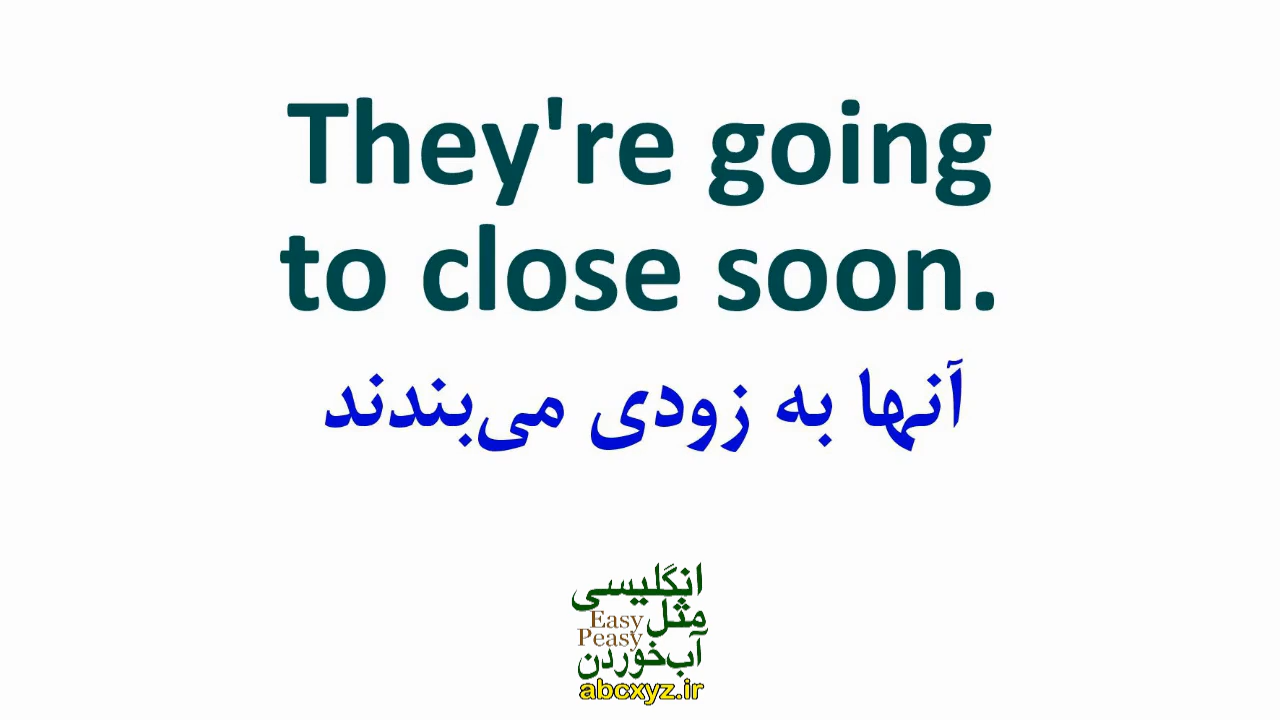 They're going
to close soon.
آنها به زودی می‌بندند
انگلیسی
مثل
Easy
Peasy
آب‌خوردن
abcxyz.ir